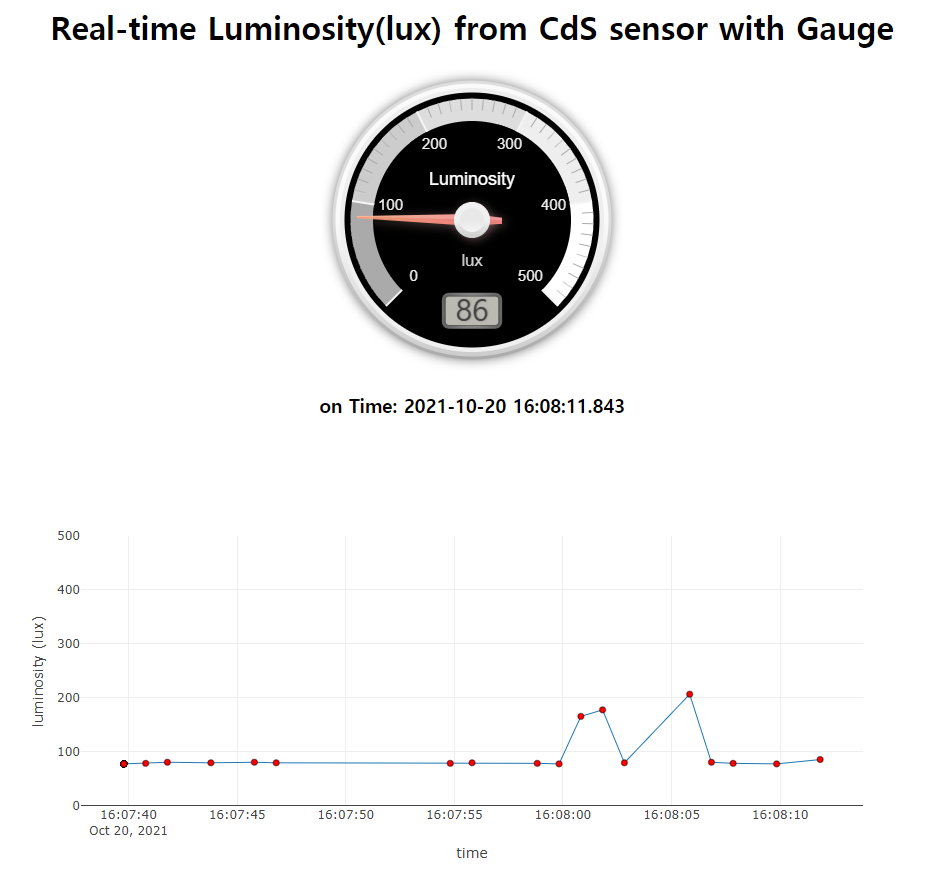 Real-time Luminosity(lux) from CdS sensor with Gauge
200 300
Luminosity
100 400
lux
0 500
86
on Time: 2021-10-20 16:08:11.843
500
400
300
200
100
0
luminosity (lux)
16:07:40 16:07:45 16:07:50 16:07:55 16:08:00 16:08:05 16:08:10
Oct 20, 2021
time